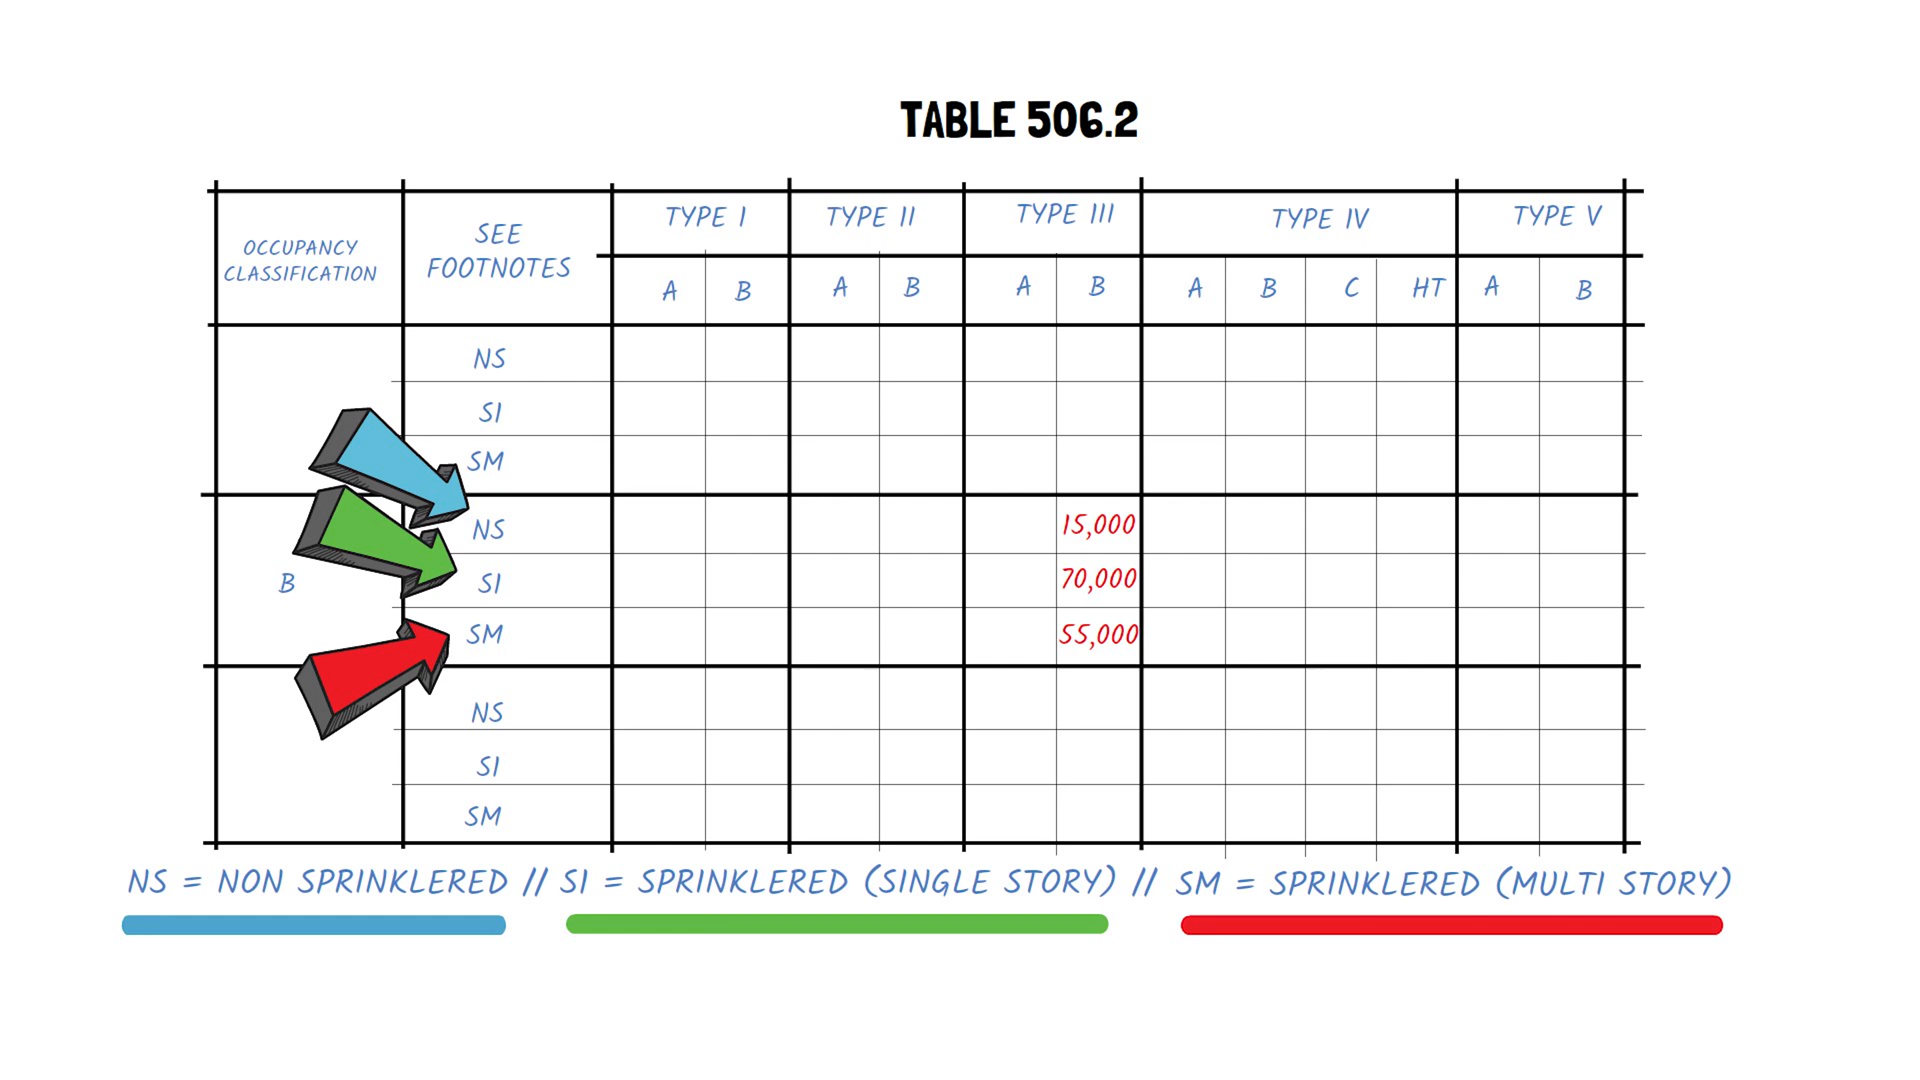 TABLE 506.2
OCCUPANCY
CLASSIFICATION
SEE
FOOTNOTES
TYPE I
TYPE II
TYPE III
TYPE IV
TYPE V
A B A B A B A B C HT A B
NS
SI
SM
B
NS 15,000
SI 70,000
SM 55,000
NS
SI
SM
NS = NON SPRINKLERED // SI = SPRINKLERED (SINGLE STORY) // SM = SPRINKLERED (MULTI STORY)